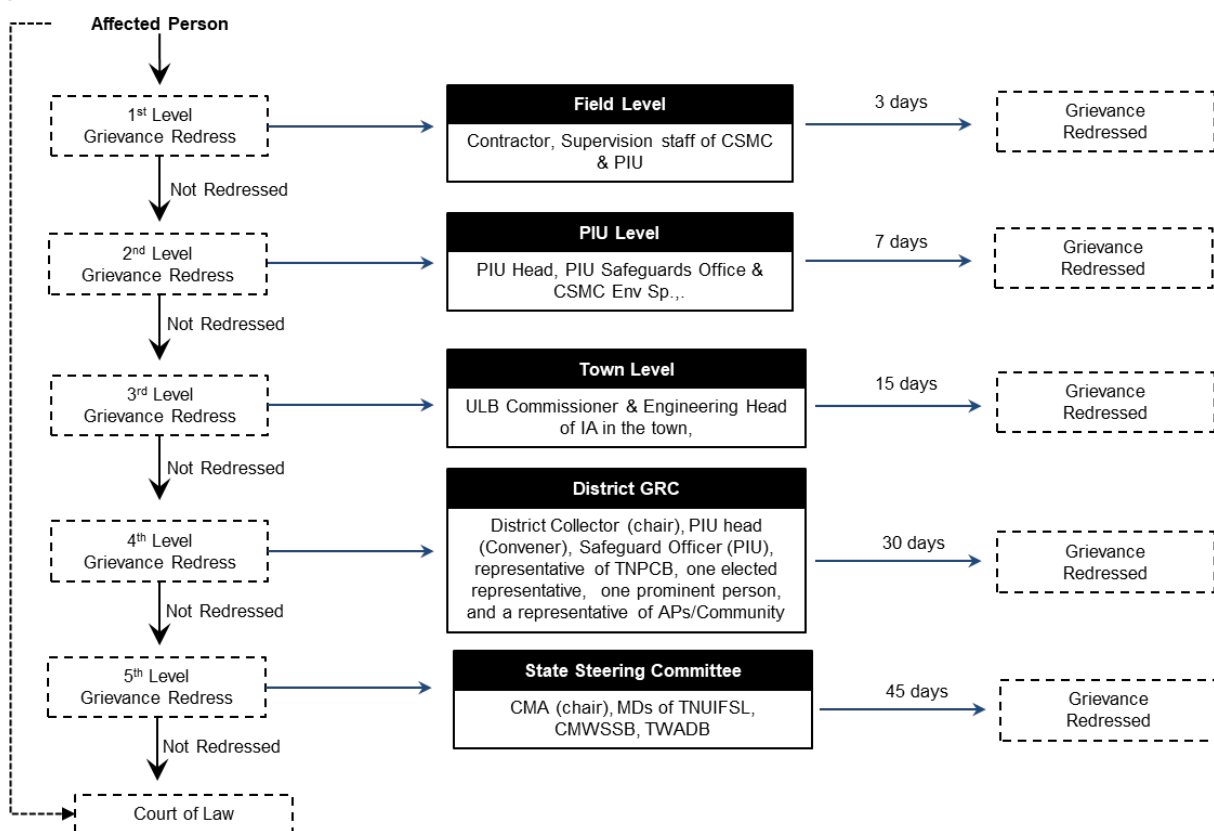 Affected Person
1st Level
Grievance Redress
Field Level
Contractor, Supervision staff of CSMC
& PIU
3 days
Grievance
Redressed
Not Redressed
2nd Level
Grievance Redress
PIU Level
PIU Head, PIU Safeguards Office &
CSMC Env Sp.,.
7 days
Grievance
Redressed
Not Redressed
3rd Level
Grievance Redress
Town Level
ULB Commissioner & Engineering Head
of IA in the town,
15 days
Grievance
Redressed
Not Redressed
4th Level
Grievance Redress
District GRC
District Collector (chair), PIU head
(Convener), Safeguard Officer (PIU),
representative of TNPCB, one elected
representative, one prominent person,
and a representative of APs/Community
30 days
Grievance
Redressed
Not Redressed
5th Level
Grievance Redress
State Steering Committee
CMA (chair), MDs of TNUIFSL,
CMWSSB, TWADB
45 days
Grievance
Redressed
Not Redressed
Court of Law